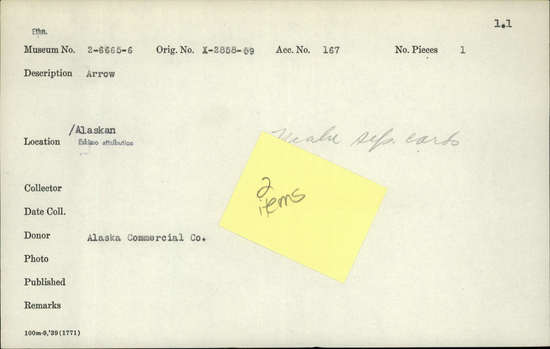 1.1
Ethn.
Museum No. 2-6665-6 Orig. No. X-2858-59 Acc. No. 167 No. Pieces 1
Description Arrow
Location /Alaskan
Eskimo attribution
Make sep. cards
2
items
Collector
Date Coll.
Donor Alaska Commercial Co.
Photo
Published
Remarks
100m-9,'39(1771)